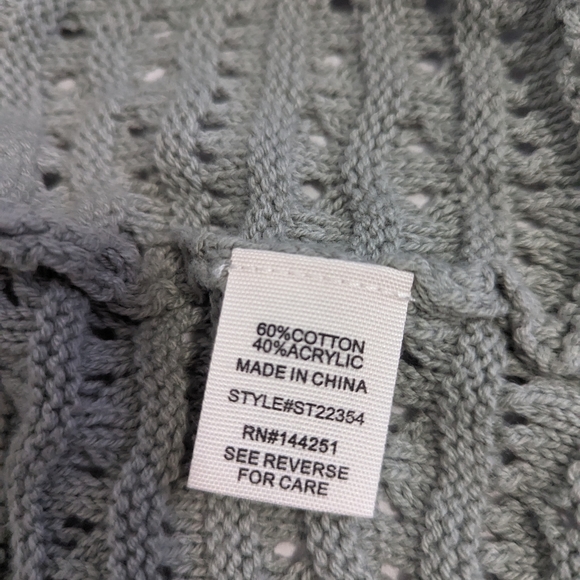 60%COTTON
40%ACRYLIC
MADE IN CHINA
STYLE#ST22354
RN#144251
SEE REVERSE
FOR CARE